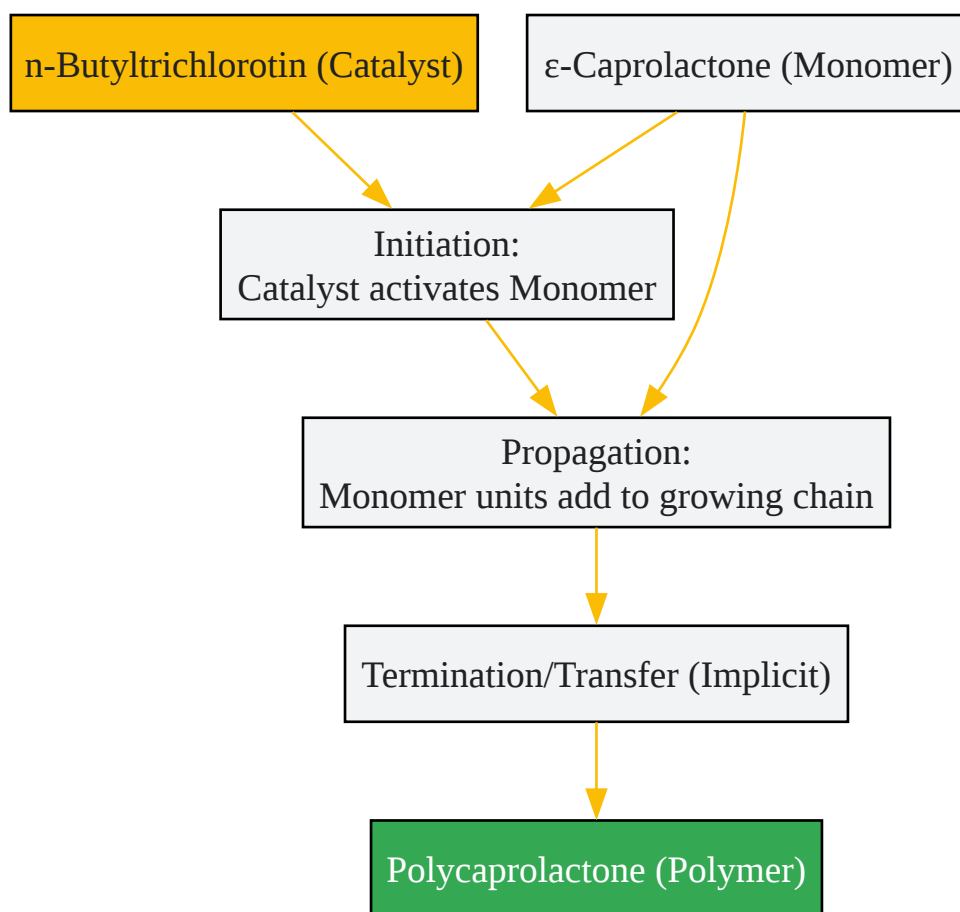 n-Butyltrichlorotin (Catalyst)
ε-Caprolactone (Monomer)
Initiation:
Catalyst activates Monomer
Propagation:
Monomer units add to growing chain
Termination/Transfer (Implicit)
Polycaprolactone (Polymer)